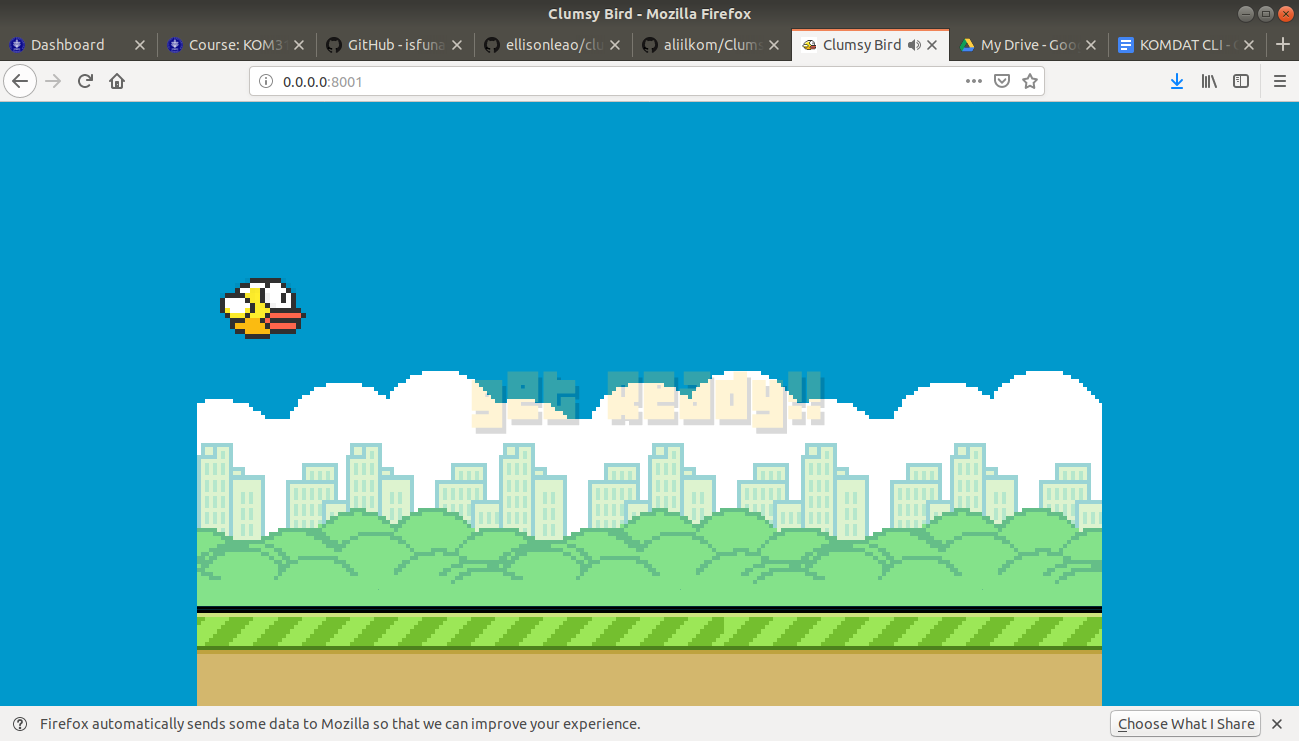 Clumsy Bird - Mozilla Firefox
Dashboard
Course: KOM3
GitHub - isfuna
ellisonleao/clu
aliilkom/Clums
Clumsy Bird
My Drive - Goo
KOMDAT CLI -
0.0.0.0:8001
get Ready!!
Firefox automatically sends some data to Mozilla so that we can improve your experience.
Choose What I Share